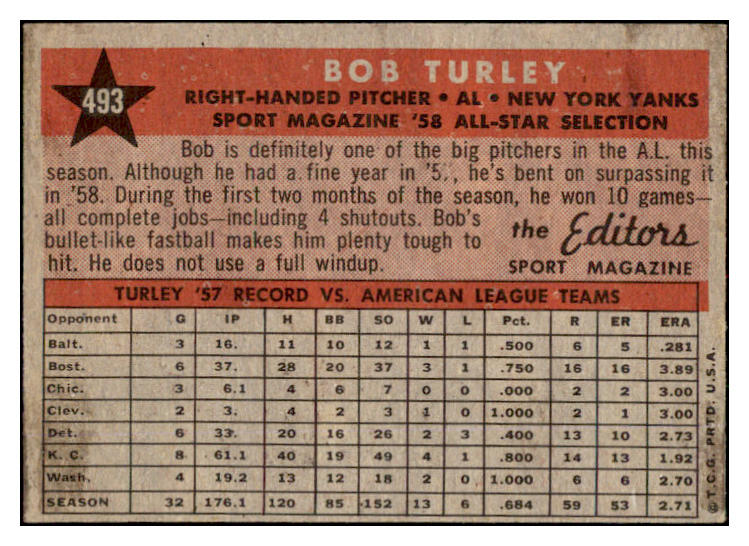 BOB TURLEY
493
RIGHT-HANDED PITCHER • AL • NEW YORK YANKS
SPORT MAGAZINE '58 ALL-STAR SELECTION
Bob is definitely one of the big pitchers in the A.L. this
season. Although he had a fine year in '5., he's bent on surpassing it
in '58. During the first two months of the season, he won 10 games—
all complete jobs—including 4 shutouts. Bob's
bullet-like fastball makes him plenty tough to
hit. He does not use a full windup.
the Editors
SPORT MAGAZINE
TURLEY '57 RECORD VS. AMERICAN LEAGUE TEAMS
Opponent G IP H BB SO W L Pct. R ER ERA
Balt. 3 16. 11 10 12 1 1 .500 6 5 .281
Bost. 6 37. 28 20 37 3 1 .750 16 16 3.89
Chic. 3 6.1 4 6 7 0 0 .000 2 2 3.00
Clev. 2 3. 4 2 3 1 0 1.000 2 1 3.00
Det. 6 33. 20 16 26 2 3 .400 13 10 2.73
K. C. 8 61.1 40 19 49 4 1 .800 14 13 1.92
Wash. 4 19.2 13 12 18 2 0 1.000 6 6 2.70
SEASON 32 176.1 120 85 152 13 6 .684 59 53 2.71
© T.C.G. PRTD. U.S.A.